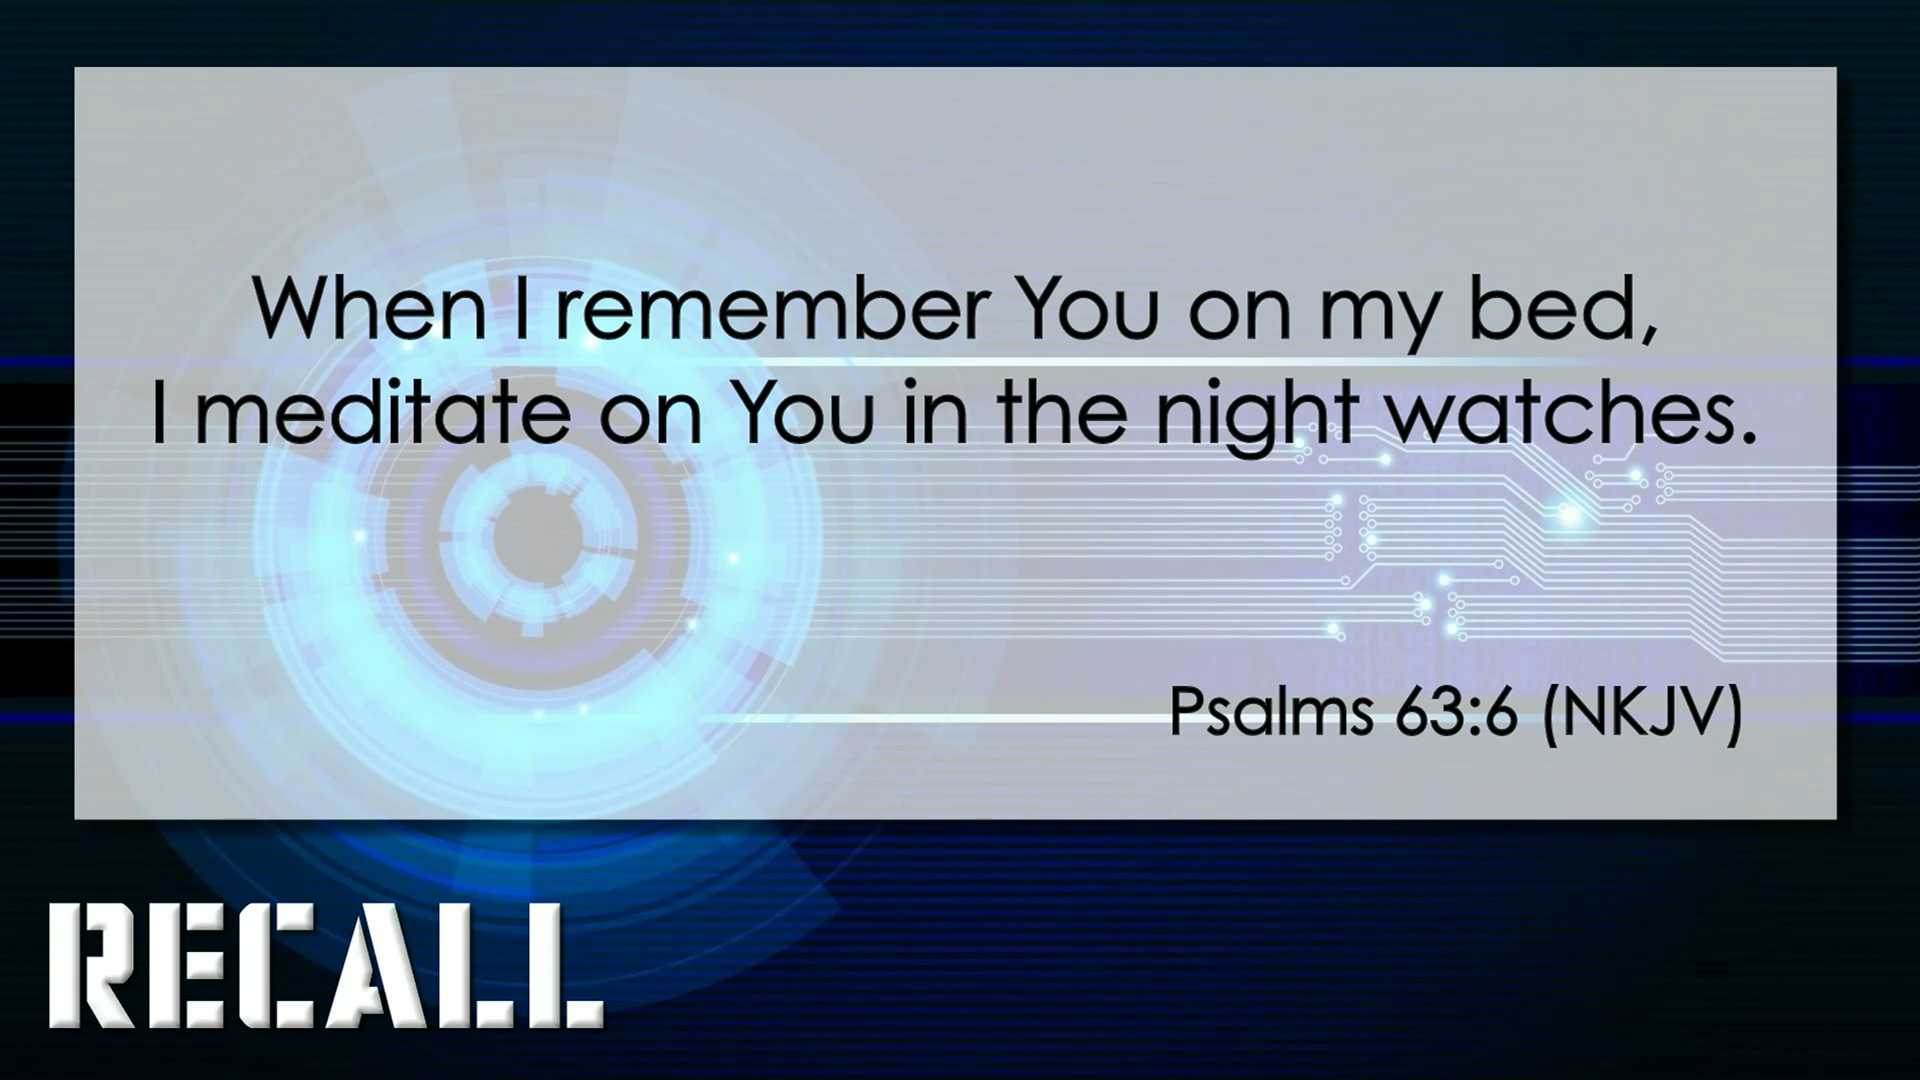 When I remember You on my bed,
I meditate on You in the night watches.
Psalms 63:6 (NKJV)
RECALL